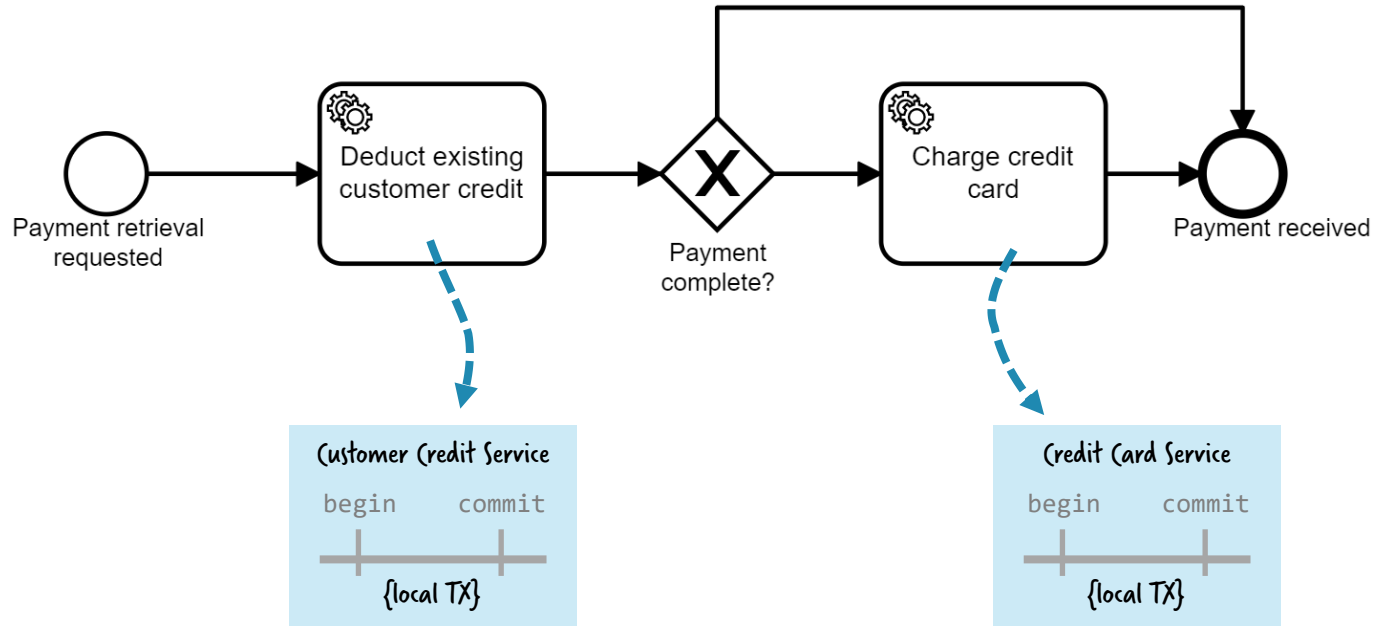 Payment retrieval
requested
Deduct existing
customer credit
X
Payment
complete?
Charge credit
card
Payment received
Customer Credit Service
begin commit
{local TX}
Credit Card Service
begin commit
{local TX}